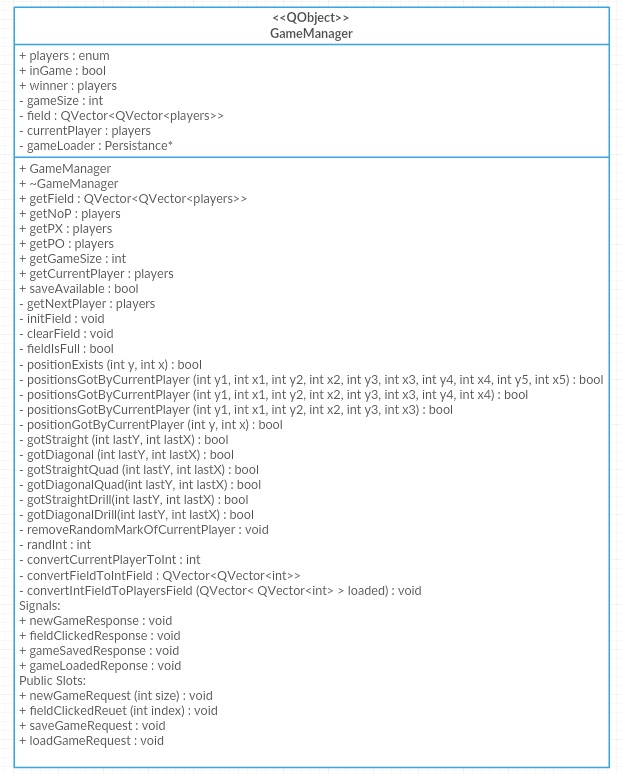 <<QObject>>
GameManager
+ players : enum
+ inGame : bool
+ winner : players
- gameSize : int
- field : QVector<QVector<players>>
- currentPlayer : players
- gameLoader : Persistance*
+ GameManager
+ ~GameManager
+ getField : QVector<QVector<players>>
+ getNoP : players
+ getPX : players
+ getPO : players
+ getGameSize : int
+ getCurrentPlayer : players
+ saveAvailable : bool
- getNextPlayer : players
- initField : void
- clearField : void
- fieldIsFull : bool
- positionExists (int y, int x) : bool
- positionsGotByCurrentPlayer (int y1, int x1, int y2, int x2, int y3, int x3, int y4, int x4, int y5, int x5) : bool
- positionsGotByCurrentPlayer (int y1, int x1, int y2, int x2, int y3, int x3, int y4, int x4) : bool
- positionsGotByCurrentPlayer (int y1, int x1, int y2, int x2, int y3, int x3) : bool
- positionGotByCurrentPlayer (int y, int x) : bool
- gotStraight (int lastY, int lastX) : bool
- gotDiagonal (int lastY, int lastX) : bool
- gotStraightQuad (int lastY, int lastX) : bool
- gotDiagonalQuad(int lastY, int lastX) : bool
- gotStraightDrill(int lastY, int lastX) : bool
- gotDiagonalDrill(int lastY, int lastX) : bool
- removeRandomMarkOfCurrentPlayer : void
- randInt : int
- convertCurrentPlayerToInt : int
- convertFieldToIntField : QVector<QVector<int>>
- convertIntFieldToPlayersField (QVector< QVector<int> > loaded) : void
Signals:
+ newGameResponse : void
+ fieldClickedResponse : void
+ gameSavedResponse : void
+ gameLoadedReponse : void
Public Slots:
+ newGameRequest (int size) : void
+ fieldClickedReuet (int index) : void
+ saveGameRequest : void
+ loadGameRequest : void